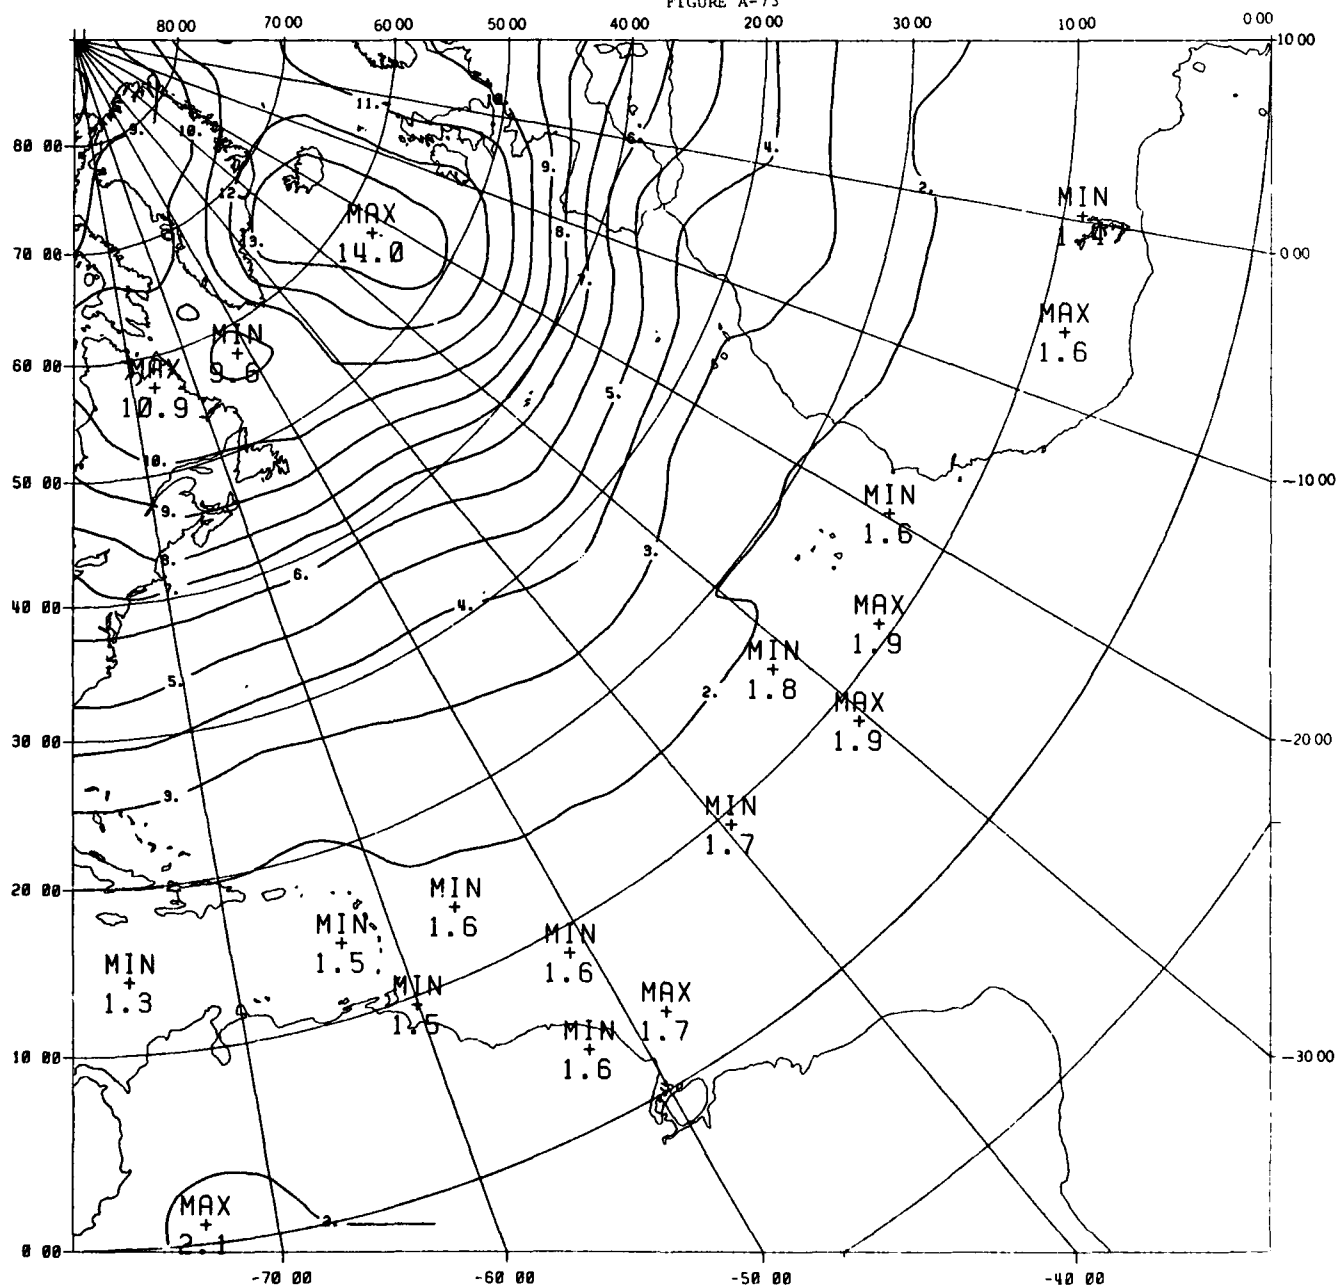 FIGURE A-73
80 00 70 00 60 00 50 00 40 00 20 00 30 00 10 00 0 00
10 00
11.
9. 10. 6.
80 00 4.
9.
12. 2.
MIN
MAX
8.
3.
14.0
70 00 0 00
7.
MAX
MIN
1.6
9.6
60 00
MAX
10.9 5.
10.
50 00 -10 00
MIN
9. 1.6
3.
8.
6.
40 00 4. MAX
1.9
MIN
5. 1.8
2. MAX
1.9
30 00 -20 00
3.
MIN
1.7
20 00 MIN
1.6
MIN MIN
1.5 1.6
MIN
1.3
MIN MAX
1.5 1.7
MIN
1.6
10 00 -30 00
MAX
2.
2.1
0 00
-70 00 -60 00 -50 00 -40 00